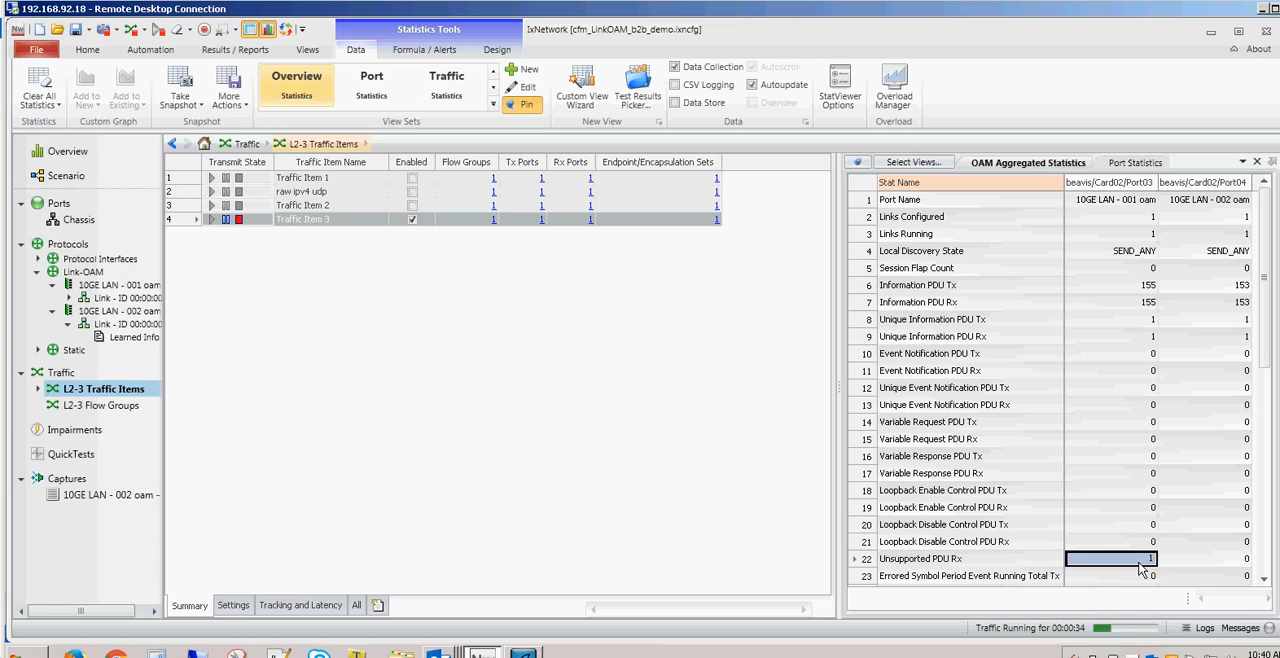 192.168.92.18 - Remote Desktop Connection
Statistics Tools
IxNetwork [cfm_LinkOAM_b2b_demo.ixncfg]
File Home Automation Results / Reports Views Data Formula / Alerts Design About
Overview Statistics
Port Statistics
Traffic Statistics
New
Edit
Pin
Clear All Statistics
Add to New
Add to Existing
Take Snapshot
More Actions
Custom View Wizard
Test Results Picker...
Data Collection Autoscroll
CSV Logging Autoupdate
Data Store Overview
StatViewer Options
Overload Manager
Statistics Custom Graph Snapshot View Sets New View Data Overload
Overview
Scenario
Ports
Chassis
Protocols
Protocol Interfaces
Link-OAM
10GE LAN - 001 oam
Link - ID 00:00:00
10GE LAN - 002 oam
Link - ID 00:00:00
Learned Info
Static
Traffic
L2-3 Traffic Items
L2-3 Flow Groups
Impairments
QuickTests
Captures
10GE LAN - 002 oam -
Traffic L2-3 Traffic Items
Transmit State Traffic Item Name Enabled Flow Groups Tx Ports Rx Ports Endpoint/Encapsulation Sets
1 Traffic Item 1 1 1 1 1
2 raw ipv4 udp 1 1 1 1
3 Traffic Item 2 1 1 1 1
4 Traffic Item 3 1 1 1 1
Summary Settings Tracking and Latency All
Select Views... OAM Aggregated Statistics Port Statistics
Stat Name beavis/Card02/Port03 beavis/Card02/Port04
1 Port Name 10GE LAN - 001 oam 10GE LAN - 002 oam
2 Links Configured 1 1
3 Links Running 1 1
4 Local Discovery State SEND_ANY SEND_ANY
5 Session Flap Count 0 0
6 Information PDU Tx 155 153
7 Information PDU Rx 155 153
8 Unique Information PDU Tx 1 1
9 Unique Information PDU Rx 1 1
10 Event Notification PDU Tx 0 0
11 Event Notification PDU Rx 0 0
12 Unique Event Notification PDU Tx 0 0
13 Unique Event Notification PDU Rx 0 0
14 Variable Request PDU Tx 0 0
15 Variable Request PDU Rx 0 0
16 Variable Response PDU Tx 0 0
17 Variable Response PDU Rx 0 0
18 Loopback Enable Control PDU Tx 0 0
19 Loopback Enable Control PDU Rx 0 0
20 Loopback Disable Control PDU Tx 0 0
21 Loopback Disable Control PDU Rx 0 0
22 Unsupported PDU Rx 1 0
23 Errored Symbol Period Event Running Total Tx 0 0
Traffic Running for 00:00:34 Logs Messages
10:40 AM